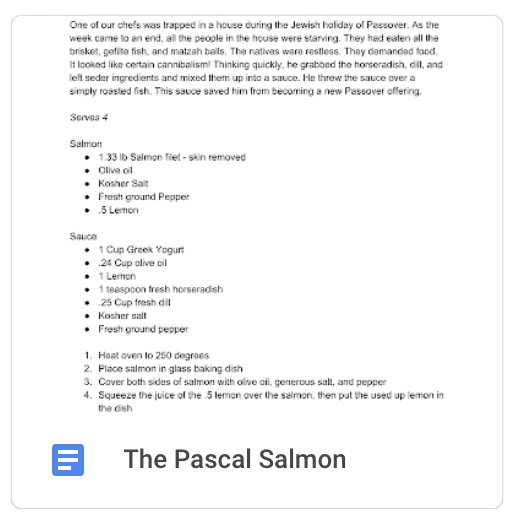 One of our chefs was trapped in a house during the Jewish holiday of Passover. As the
week came to an end, all the people in the house were starving. They had eaten all the
brisket, gefilte fish, and matzah balls. The natives were restless. They demanded food.
It looked like certain cannibalism! Thinking quickly, he grabbed the horseradish, dill, and
left seder ingredients and mixed them up into a sauce. He threw the sauce over a
simply roasted fish. This sauce saved him from becoming a new Passover offering.
Serves 4
Salmon
● 1.33 lb Salmon filet - skin removed
● Olive oil
● Kosher Salt
● Fresh ground Pepper
● .5 Lemon
Sauce
● 1 Cup Greek Yogurt
● .24 Cup olive oil
● 1 Lemon
● 1 teaspoon fresh horseradish
● .25 Cup fresh dill
● Kosher salt
● Fresh ground pepper
1. Heat oven to 250 degrees
2. Place salmon in glass baking dish
3. Cover both sides of salmon with olive oil, generous salt, and pepper
4. Squeeze the juice of the .5 lemon over the salmon, then put the used up lemon in
the dish
The Pascal Salmon